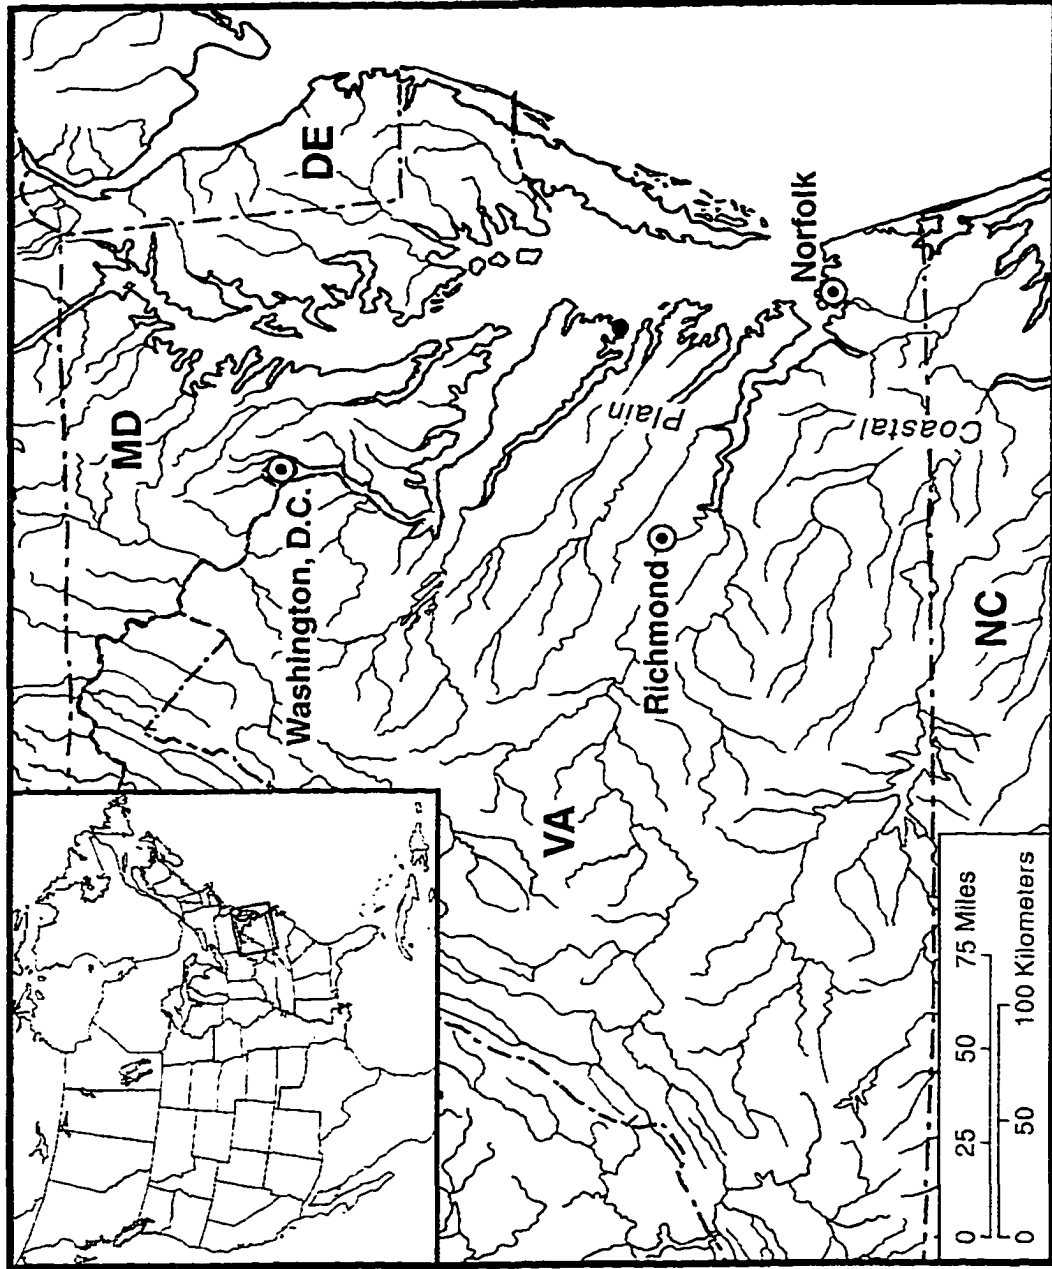 MD
DE
Washington, D.C.
VA
Richmond
Norfolk
Coastal
Plain
NC
0 25 50 75 Miles
0 50 100 Kilometers